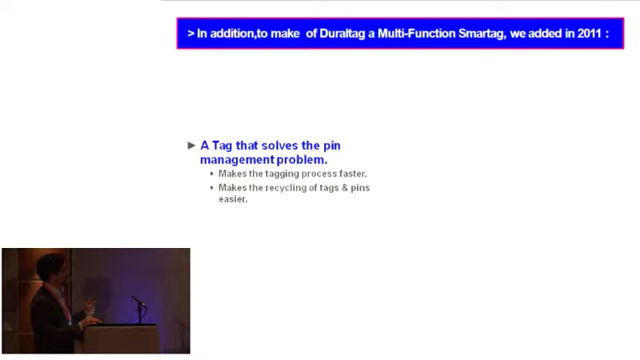 > In addition,to make of Duraltag a Multi-Function Smartag, we added in 2011 :
► A Tag that solves the pin
management problem.
▪ Makes the tagging process faster.
▪ Makes the recycling of tags & pins
easier.